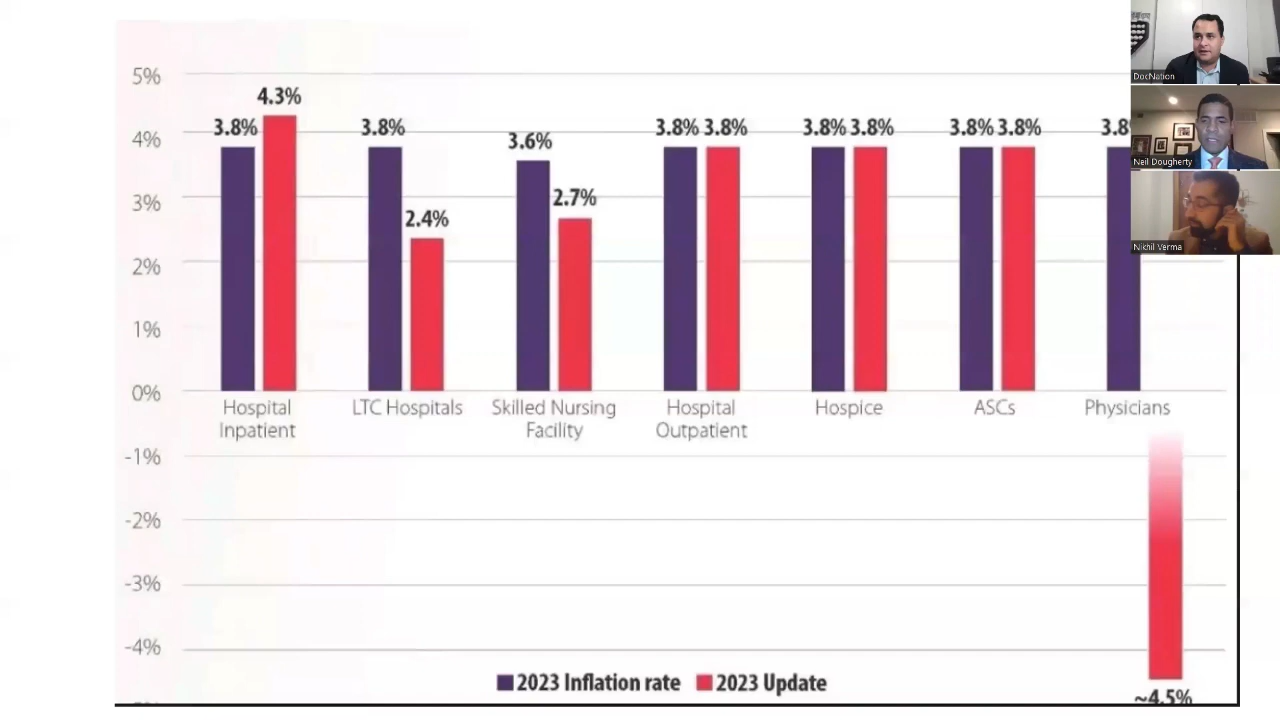 5%
4%
3%
2%
1%
0%
-1%
-2%
-3%
-4%
3.8% 4.3%
3.8% 2.4%
3.6% 2.7%
3.8% 3.8%
3.8% 3.8%
3.8% 3.8%
3.8
~4.5%
Hospital
Inpatient
LTC Hospitals
Skilled Nursing
Facility
Hospital
Outpatient
Hospice
ASCs
Physicians
2023 Inflation rate 2023 Update
DocNation
Neil Dougherty
Nikhil Verma